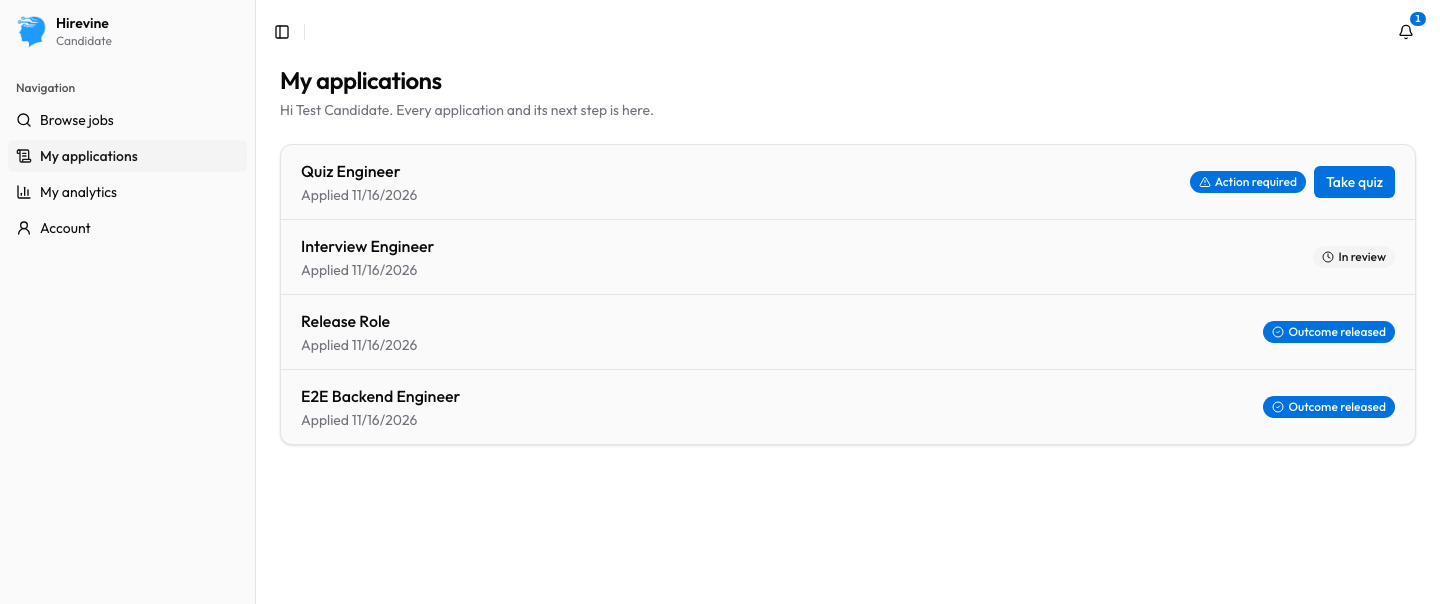 Hirevine
Candidate
Navigation
Browse jobs
My applications
My analytics
Account
1
My applications
Hi Test Candidate. Every application and its next step is here.
Quiz Engineer
Applied 11/16/2026
Action required
Take quiz
Interview Engineer
Applied 11/16/2026
In review
Release Role
Applied 11/16/2026
Outcome released
E2E Backend Engineer
Applied 11/16/2026
Outcome released